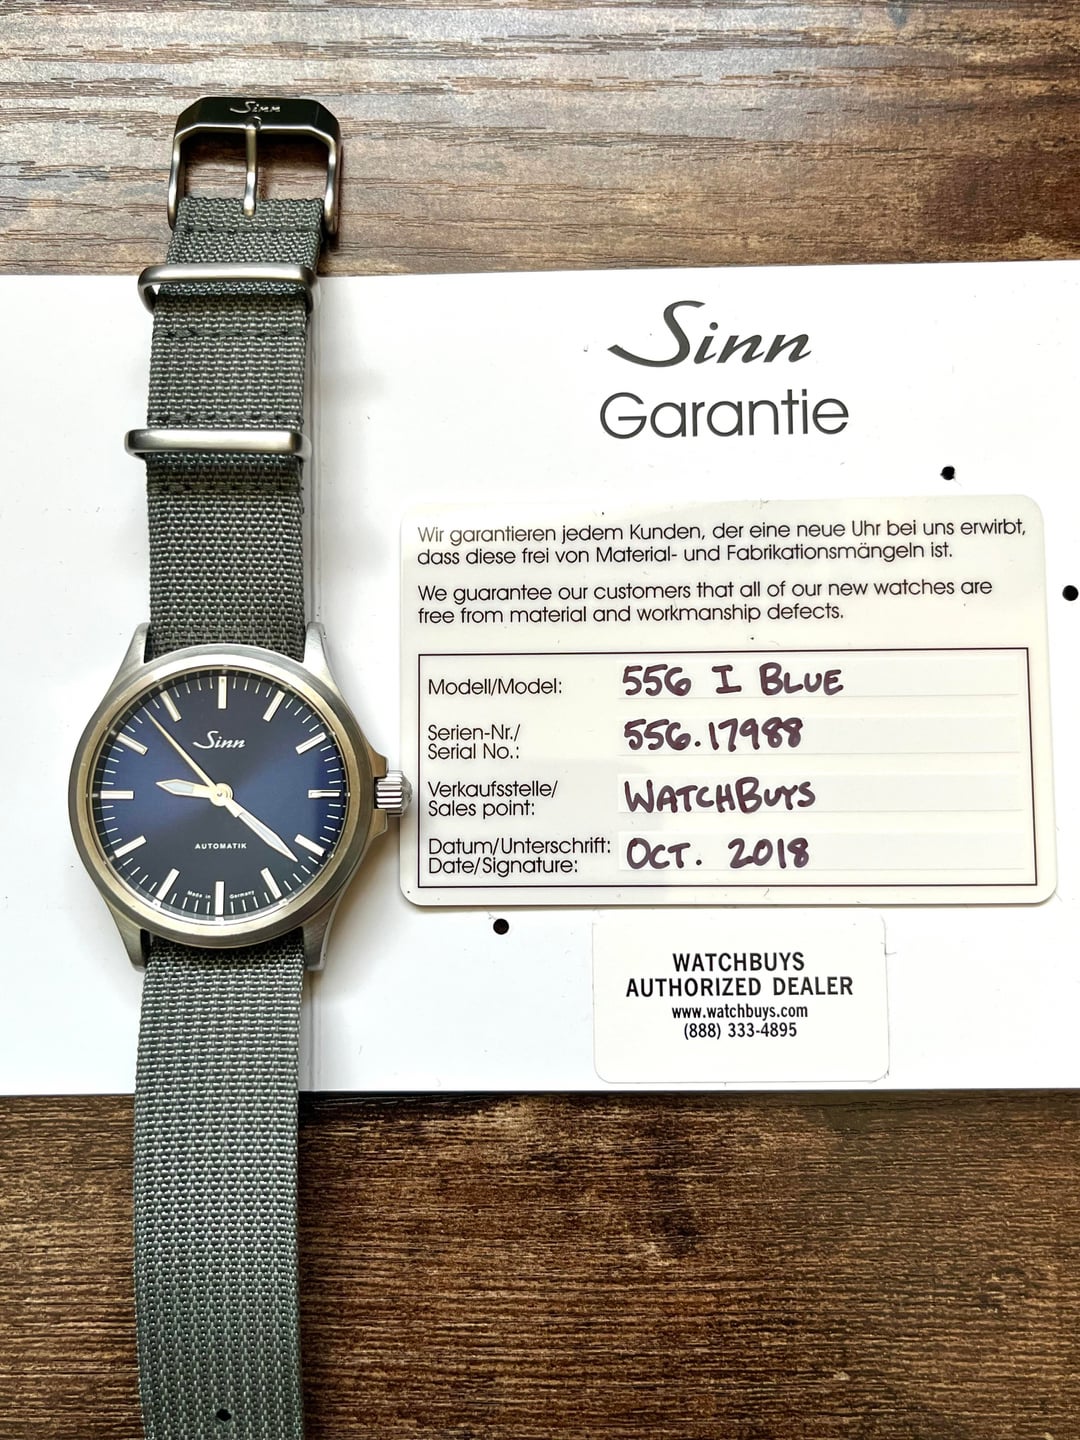 Sinn
Sinn
Garantie
Wir garantieren jedem Kunden, der eine neue Uhr bei uns erwirbt,
dass diese frei von Material- und Fabrikationsmängeln ist.
We guarantee our customers that all of our new watches are
free from material and workmanship defects.
Modell/Model: 556 I BLUE
Serien-Nr./
Serial No.: 556.17988
Verkaufsstelle/
Sales point: WATCHBUYS
Datum/Unterschrift:
Date/Signature: OCT. 2018
Sinn
AUTOMATIK
Made in Germany
WATCHBUYS
AUTHORIZED DEALER
www.watchbuys.com
(888) 333-4895